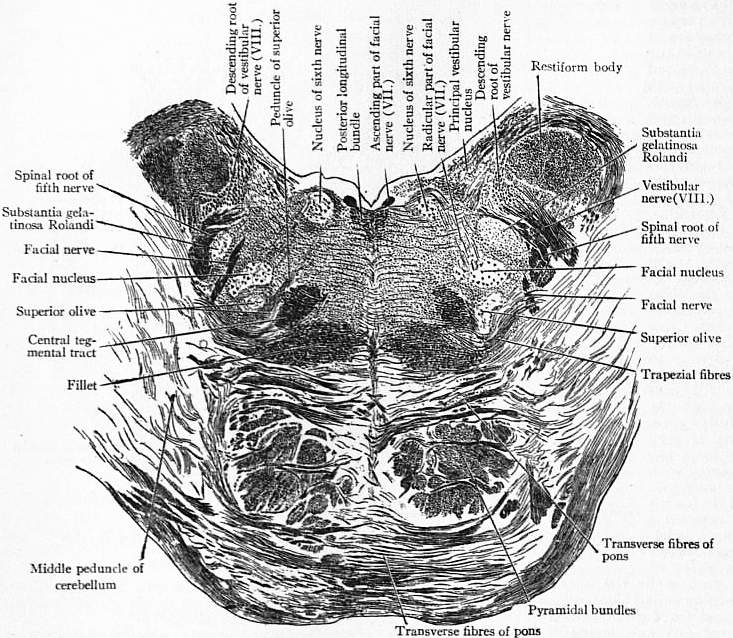 Descending root
of vestibular
nerve (VIII.)
Peduncle of superior
olive
Nucleus of sixth nerve
Posterior longitudinal
bundle
Ascending part of facial
nerve (VII.)
Nucleus of sixth nerve
Radicular part of facial
nerve (VII.)
Principal vestibular
nucleus
Descending
root of
vestibular nerve
Restiform body
Substantia
gelatinosa
Rolandi
Vestibular
nerve(VIII.)
Spinal root of
fifth nerve
Facial nucleus
Facial nerve
Superior olive
Trapezial fibres
Transverse fibres of
pons
Pyramidal bundles
Transverse fibres of pons
Spinal root of
fifth nerve
Substantia gela-
tinosa Rolandi
Facial nerve
Facial nucleus
Superior olive
Central teg-
mental tract
Fillet
Middle peduncle of
cerebellum